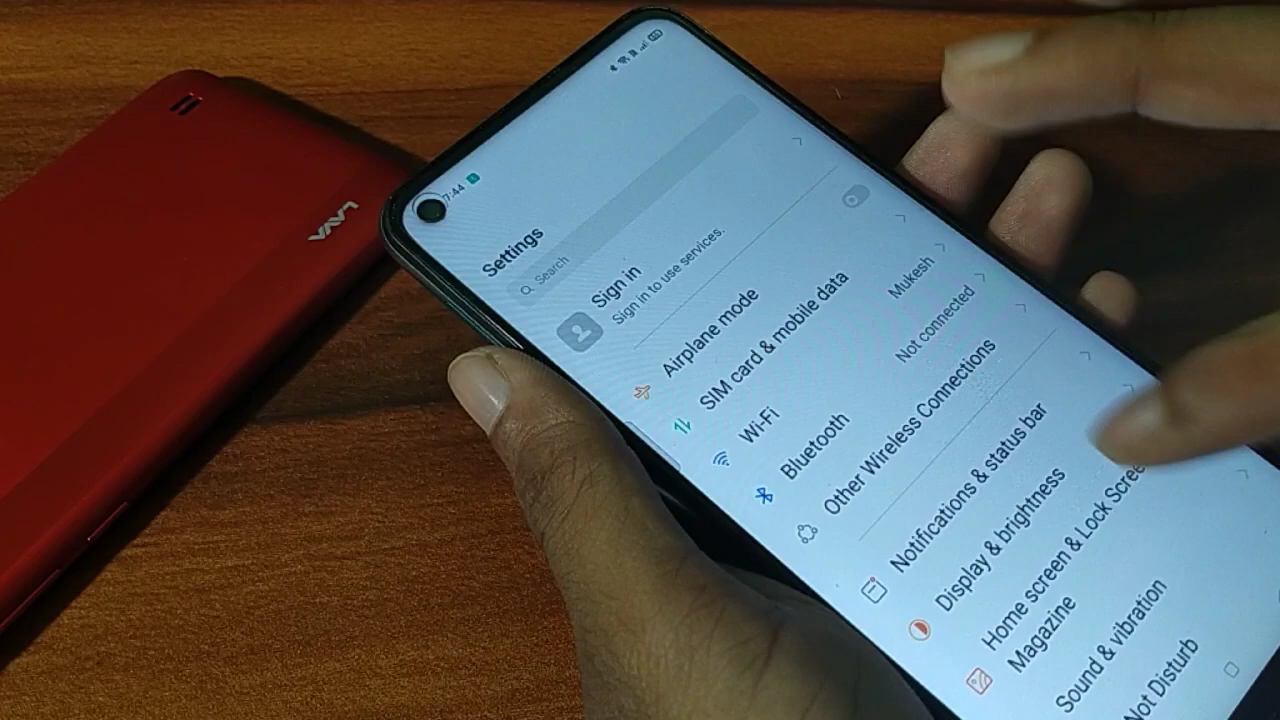 LAVA
7:44
Settings
Search
Sign in
Sign in to use services.
Airplane mode
SIM card & mobile data
Wi-Fi
Mukesh
Bluetooth
Not connected
Other Wireless Connections
Notifications & status bar
Display & brightness
Home screen & Lock Scree
Magazine
Sound & vibration
Not Disturb